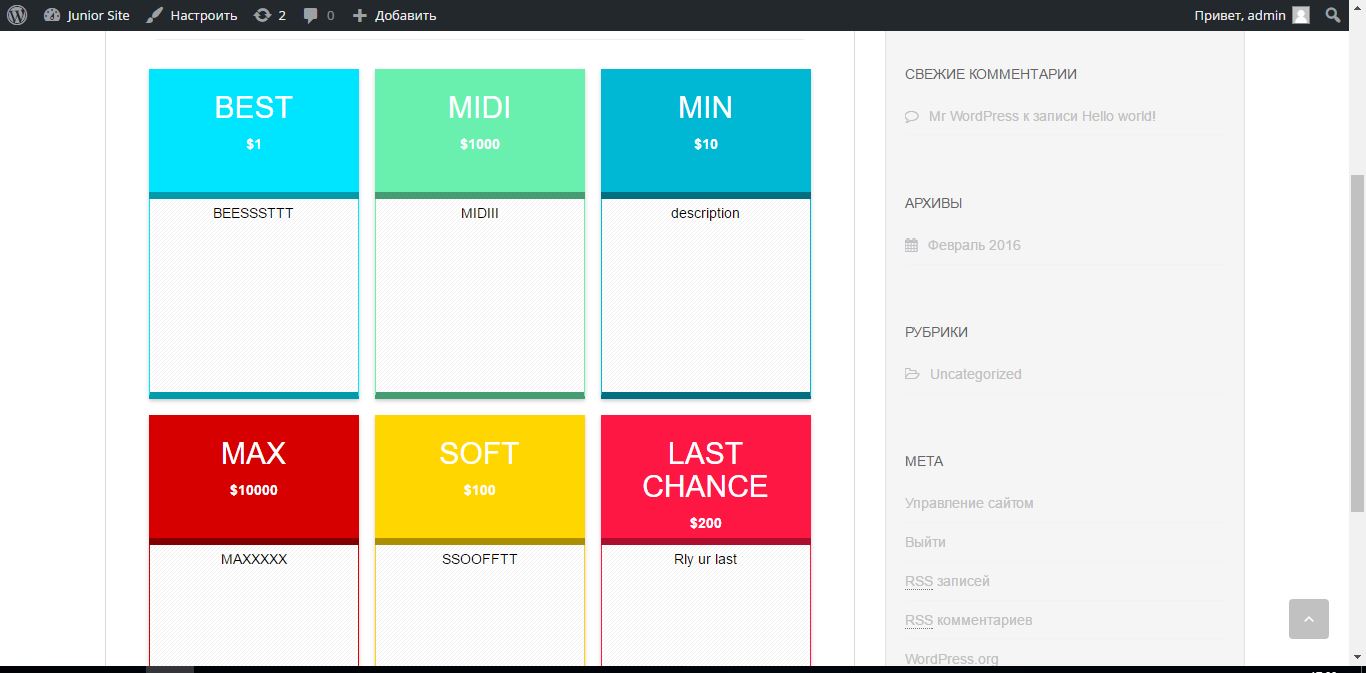 Junior Site Настроить 2 0 Добавить Привет, admin
BEST
$1
BEESSSTTT
MIDI
$1000
MIDIII
MIN
$10
description
MAX
$10000
MAXXXXX
SOFT
$100
SSOOFFTT
LAST
CHANCE
$200
Rly ur last
СВЕЖИЕ КОММЕНТАРИИ
Mr WordPress к записи Hello world!
АРХИВЫ
Февраль 2016
РУБРИКИ
Uncategorized
МЕТА
Управление сайтом
Выйти
RSS записей
RSS комментариев
WordPress.org